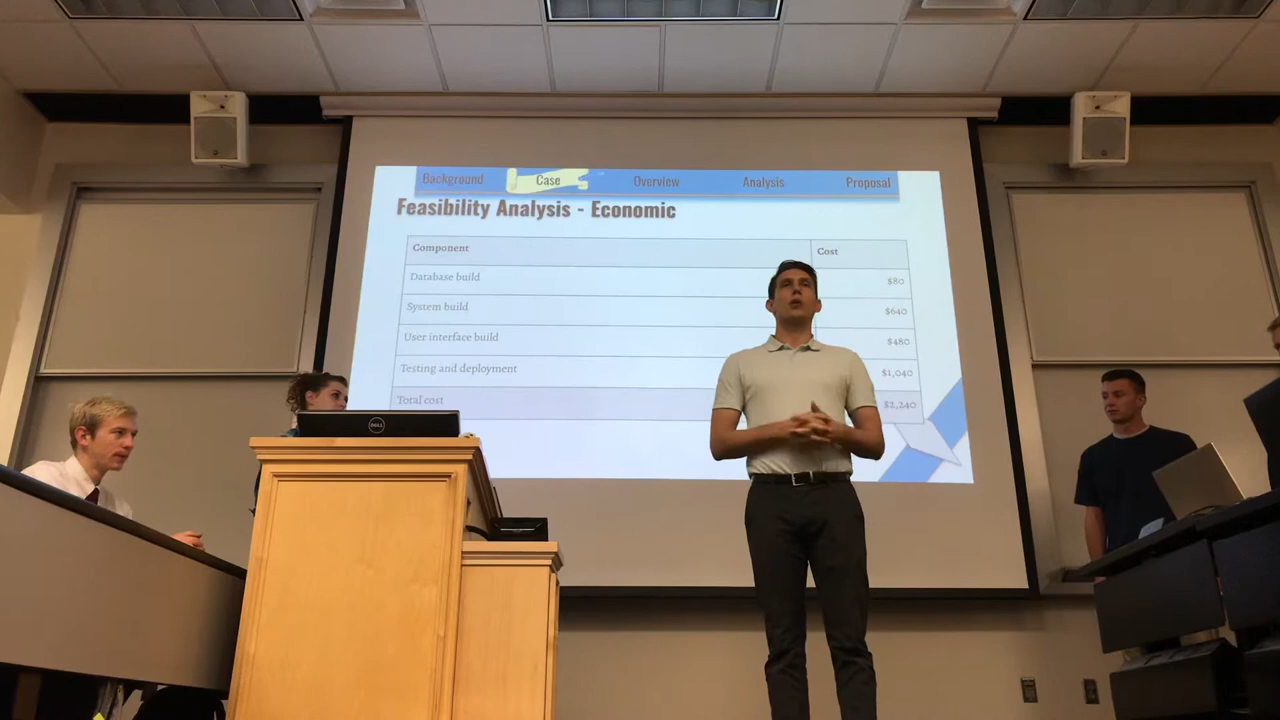 Background Case Overview Analysis Proposal
Feasibility Analysis - Economic
Component Cost
Database build $80
System build $640
User interface build $480
Testing and deployment $1,040
Total cost $2,240
DELL